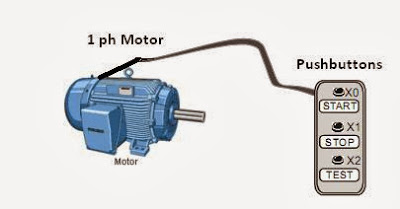 1 ph Motor
Pushbuttons
X0
START
X1
STOP
X2
TEST
Motor